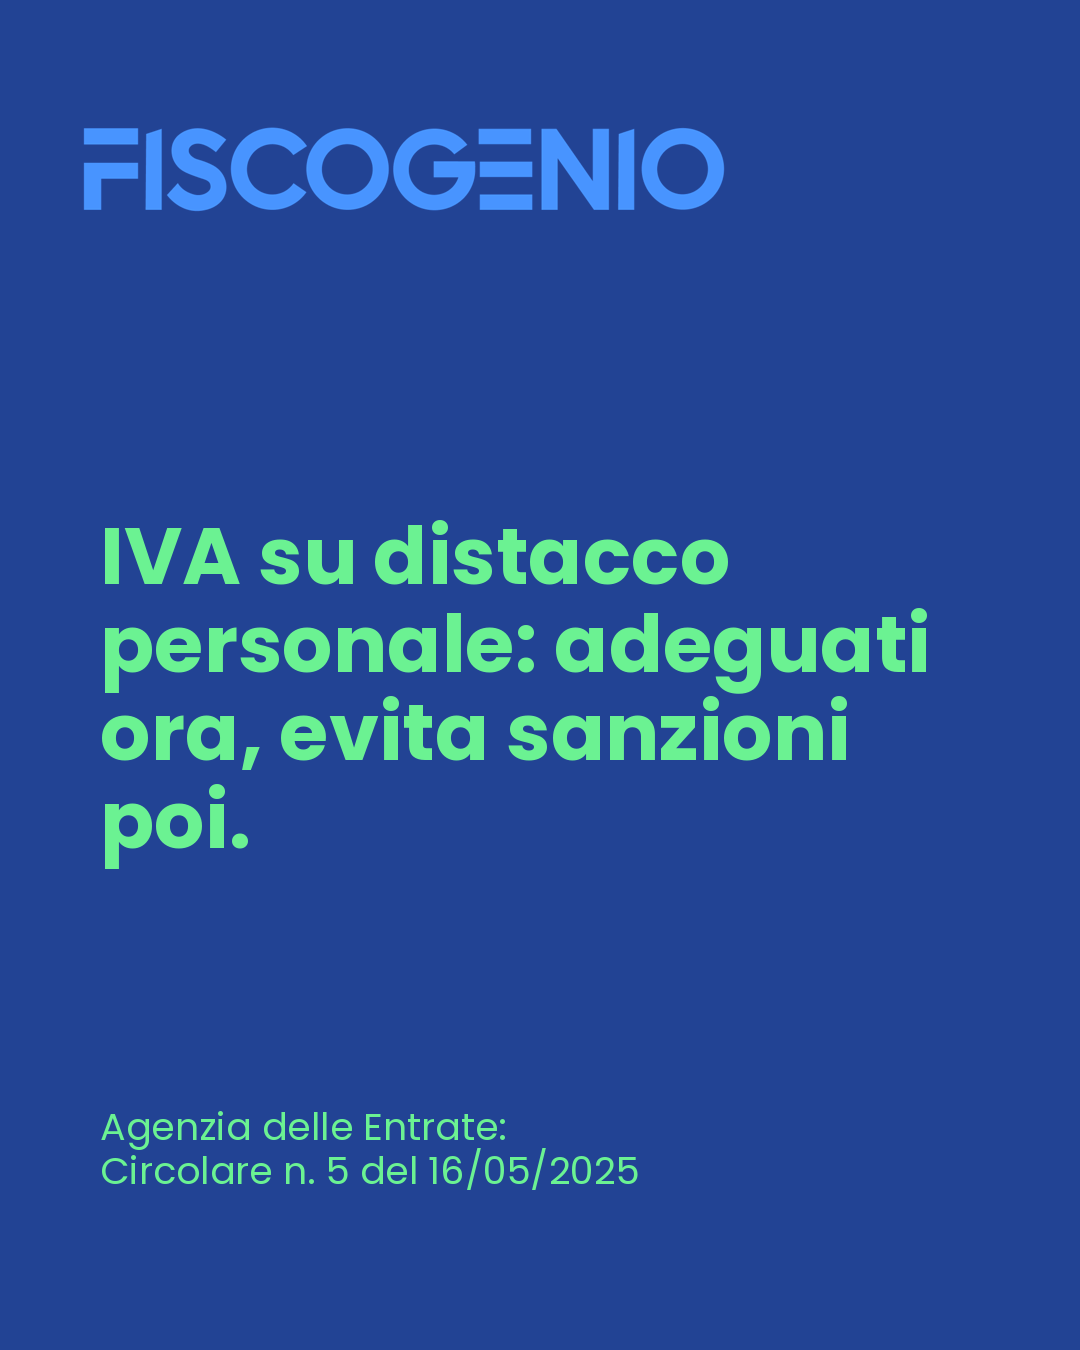 FISCOGENIO
IVA su distacco
personale: adeguati
ora, evita sanzioni
poi.
Agenzia delle Entrate:
Circolare n. 5 del 16/05/2025